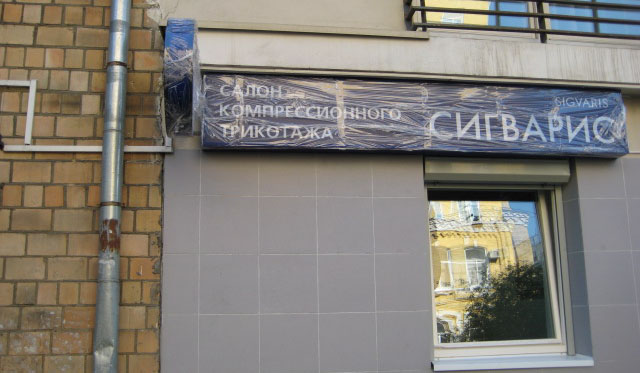 САЛОН
КОМПРЕССИОННОГО
ТРИКОТАЖА
SIGVARIS
СИГВАРИС